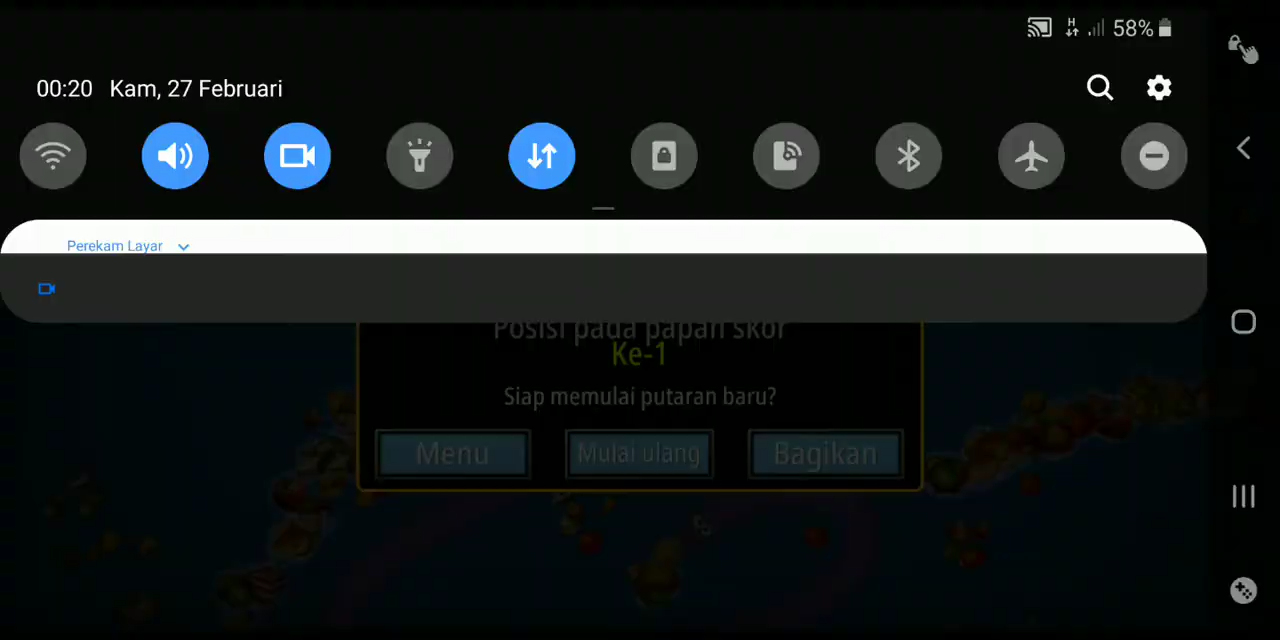 H 58%
00:20 Kam, 27 Februari
Perekam Layar
Posisi pada papan skor
Ke-1
Siap memulai putaran baru?
Menu Mulai ulang Bagikan